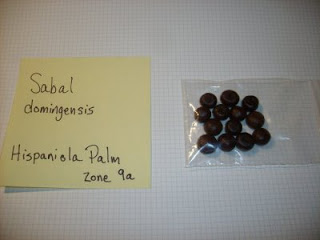 Sabal
domingensis
Hispaniola Palm
zone 9a